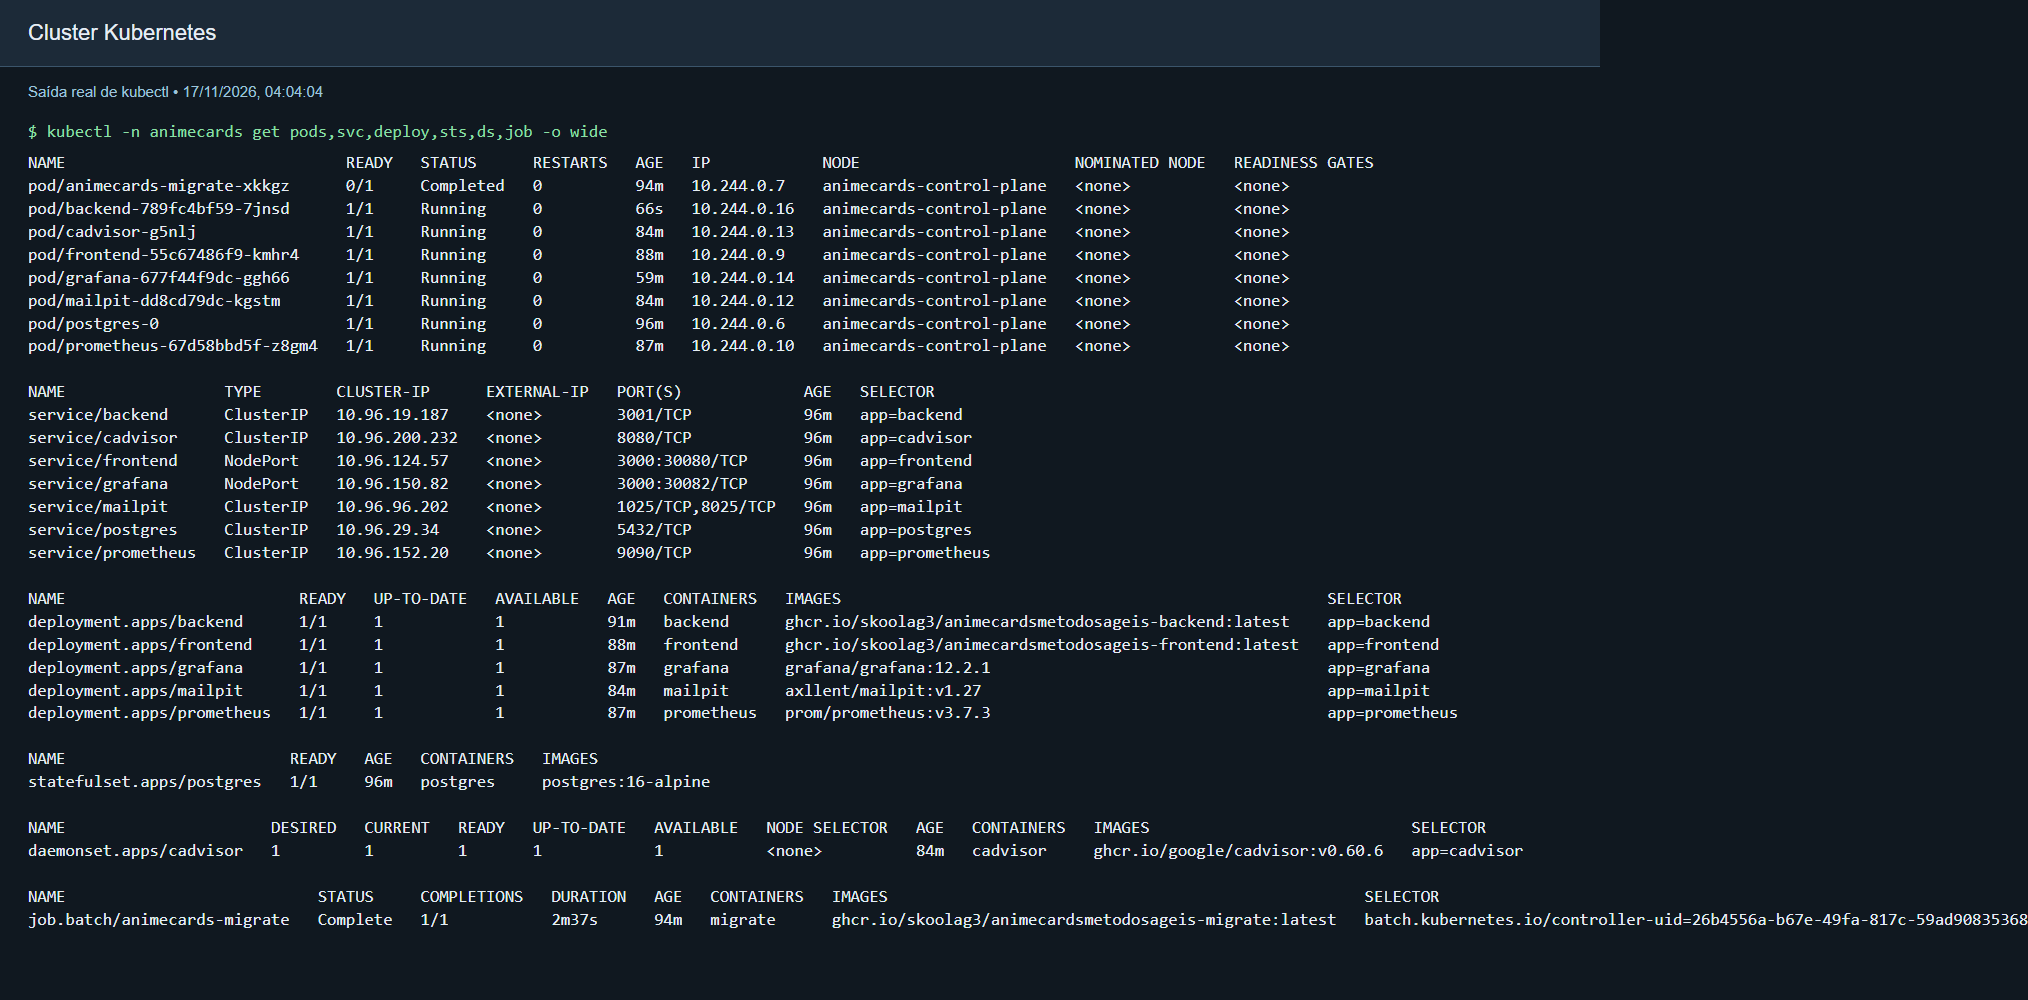 Cluster Kubernetes
Saída real de kubectl • 17/11/2026, 04:04:04
$ kubectl -n animecards get pods,svc,deploy,sts,ds,job -o wide
NAME READY STATUS RESTARTS AGE IP NODE NOMINATED NODE READINESS GATES
pod/animecards-migrate-xkkgz 0/1 Completed 0 94m 10.244.0.7 animecards-control-plane <none> <none>
pod/backend-789fc4bf59-7jnsd 1/1 Running 0 66s 10.244.0.16 animecards-control-plane <none> <none>
pod/cadvisor-g5nlj 1/1 Running 0 84m 10.244.0.13 animecards-control-plane <none> <none>
pod/frontend-55c67486f9-kmhr4 1/1 Running 0 88m 10.244.0.9 animecards-control-plane <none> <none>
pod/grafana-677f44f9dc-ggh66 1/1 Running 0 59m 10.244.0.14 animecards-control-plane <none> <none>
pod/mailpit-dd8cd79dc-kgstm 1/1 Running 0 84m 10.244.0.12 animecards-control-plane <none> <none>
pod/postgres-0 1/1 Running 0 96m 10.244.0.6 animecards-control-plane <none> <none>
pod/prometheus-67d58bbd5f-z8gm4 1/1 Running 0 87m 10.244.0.10 animecards-control-plane <none> <none>
NAME TYPE CLUSTER-IP EXTERNAL-IP PORT(S) AGE SELECTOR
service/backend ClusterIP 10.96.19.187 <none> 3001/TCP 96m app=backend
service/cadvisor ClusterIP 10.96.200.232 <none> 8080/TCP 96m app=cadvisor
service/frontend NodePort 10.96.124.57 <none> 3000:30080/TCP 96m app=frontend
service/grafana NodePort 10.96.150.82 <none> 3000:30082/TCP 96m app=grafana
service/mailpit ClusterIP 10.96.96.202 <none> 1025/TCP,8025/TCP 96m app=mailpit
service/postgres ClusterIP 10.96.29.34 <none> 5432/TCP 96m app=postgres
service/prometheus ClusterIP 10.96.152.20 <none> 9090/TCP 96m app=prometheus
NAME READY UP-TO-DATE AVAILABLE AGE CONTAINERS IMAGES SELECTOR
deployment.apps/backend 1/1 1 1 91m backend ghcr.io/skoolag3/animecardsmetodosageis-backend:latest app=backend
deployment.apps/frontend 1/1 1 1 88m frontend ghcr.io/skoolag3/animecardsmetodosageis-frontend:latest app=frontend
deployment.apps/grafana 1/1 1 1 87m grafana grafana/grafana:12.2.1 app=grafana
deployment.apps/mailpit 1/1 1 1 84m mailpit axllent/mailpit:v1.27 app=mailpit
deployment.apps/prometheus 1/1 1 1 87m prometheus prom/prometheus:v3.7.3 app=prometheus
NAME READY AGE CONTAINERS IMAGES
statefulset.apps/postgres 1/1 96m postgres postgres:16-alpine
NAME DESIRED CURRENT READY UP-TO-DATE AVAILABLE NODE SELECTOR AGE CONTAINERS IMAGES SELECTOR
daemonset.apps/cadvisor 1 1 1 1 1 <none> 84m cadvisor ghcr.io/google/cadvisor:v0.60.6 app=cadvisor
NAME STATUS COMPLETIONS DURATION AGE CONTAINERS IMAGES SELECTOR
job.batch/animecards-migrate Complete 1/1 2m37s 94m migrate ghcr.io/skoolag3/animecardsmetodosageis-migrate:latest batch.kubernetes.io/controller-uid=26b4556a-b67e-49fa-817c-59ad90835368